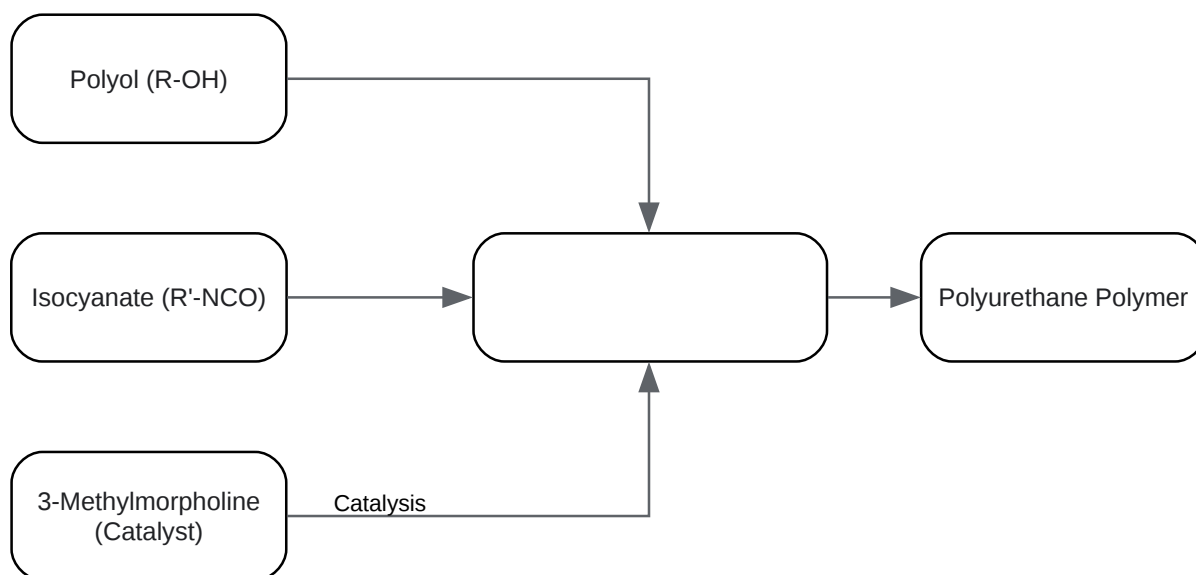 Polyol (R-OH)
Isocyanate (R'-NCO)
Polyurethane Polymer
3-Methylmorpholine
(Catalyst)
Catalysis